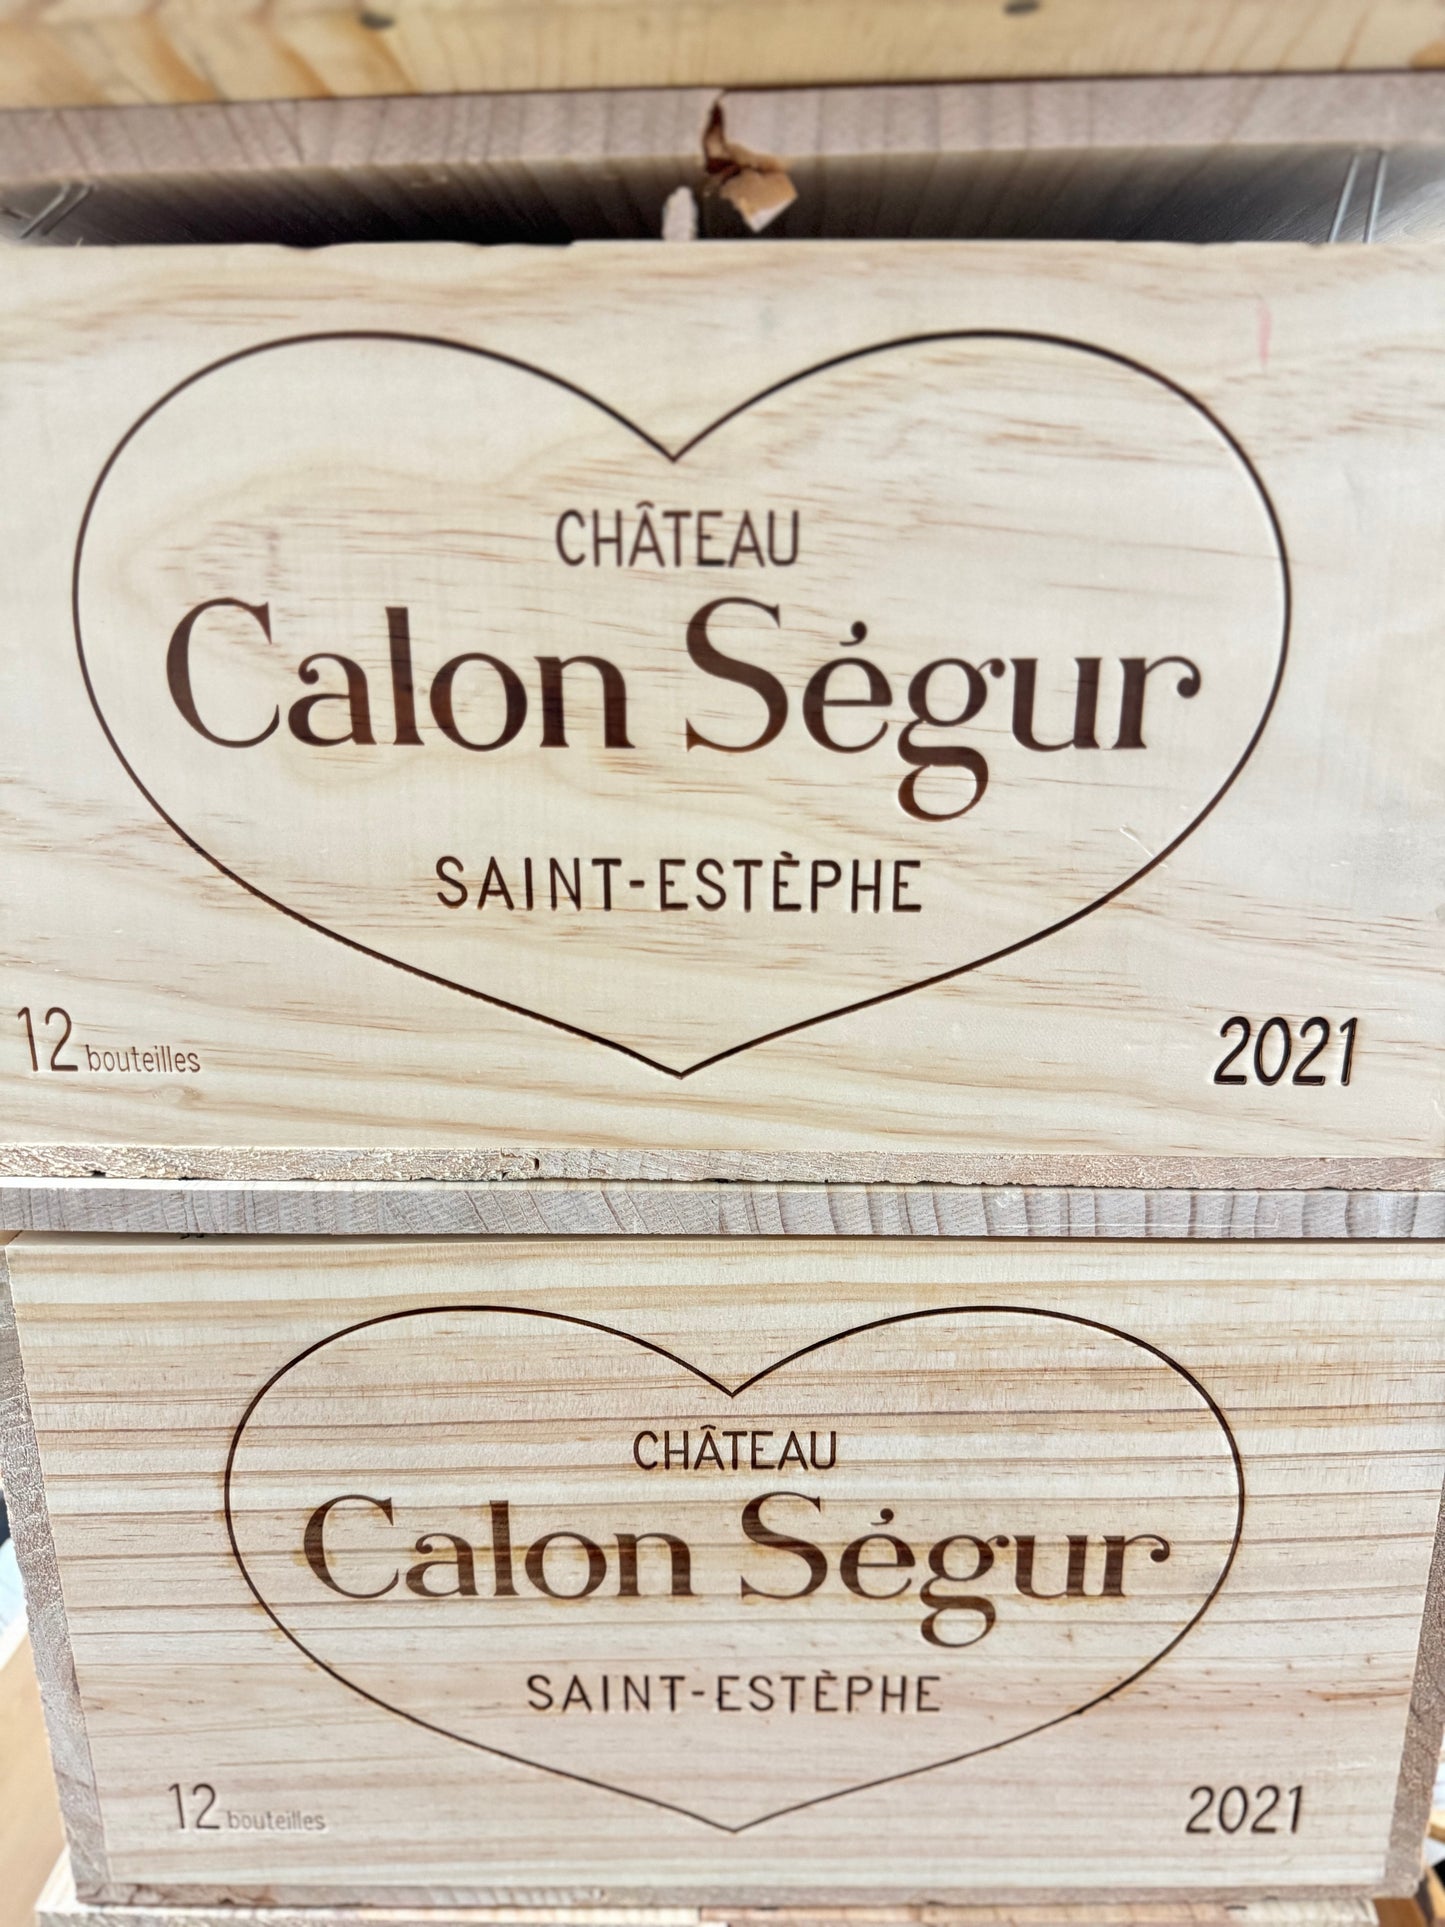 CHÂTEAU
Calon Ségur
SAINT-ESTÈPHE
12 bouteilles
2021
CHÂTEAU
Calon Ségur
SAINT-ESTÈPHE
12 bouteilles
2021